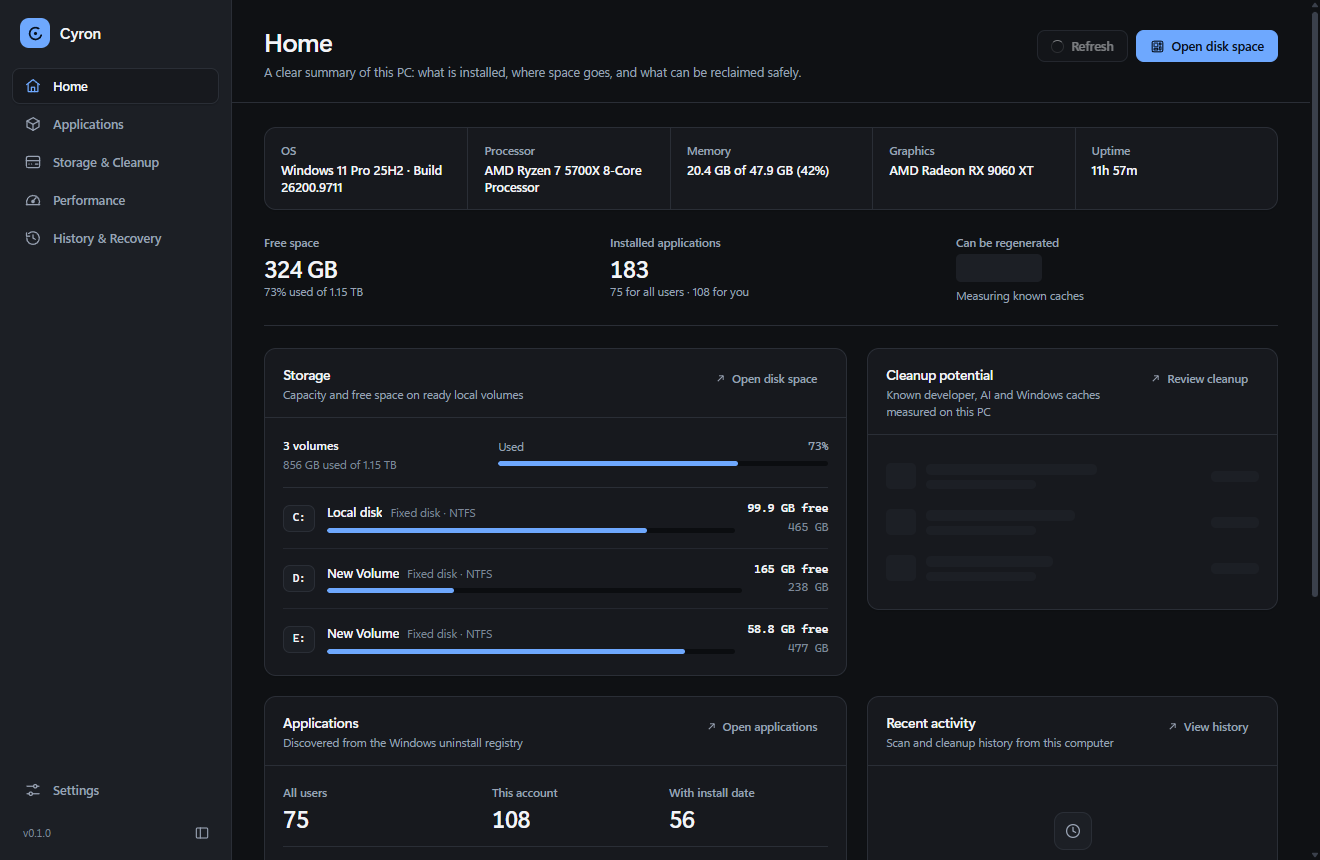 Cyron
Home
Applications
Storage & Cleanup
Performance
History & Recovery
Settings
v0.1.0
Home
A clear summary of this PC: what is installed, where space goes, and what can be reclaimed safely.
Refresh
Open disk space
OS
Windows 11 Pro 25H2 · Build
26200.9711
Processor
AMD Ryzen 7 5700X 8-Core
Processor
Memory
20.4 GB of 47.9 GB (42%)
Graphics
AMD Radeon RX 9060 XT
Uptime
11h 57m
Free space
324 GB
73% used of 1.15 TB
Installed applications
183
75 for all users · 108 for you
Can be regenerated
Measuring known caches
Storage
Capacity and free space on ready local volumes
Open disk space
3 volumes
856 GB used of 1.15 TB
Used
73%
C:
Local disk Fixed disk · NTFS
99.9 GB free
465 GB
D:
New Volume Fixed disk · NTFS
165 GB free
238 GB
E:
New Volume Fixed disk · NTFS
58.8 GB free
477 GB
Cleanup potential
Known developer, AI and Windows caches
measured on this PC
Review cleanup
Applications
Discovered from the Windows uninstall registry
Open applications
All users
75
This account
108
With install date
56
Recent activity
Scan and cleanup history from this computer
View history